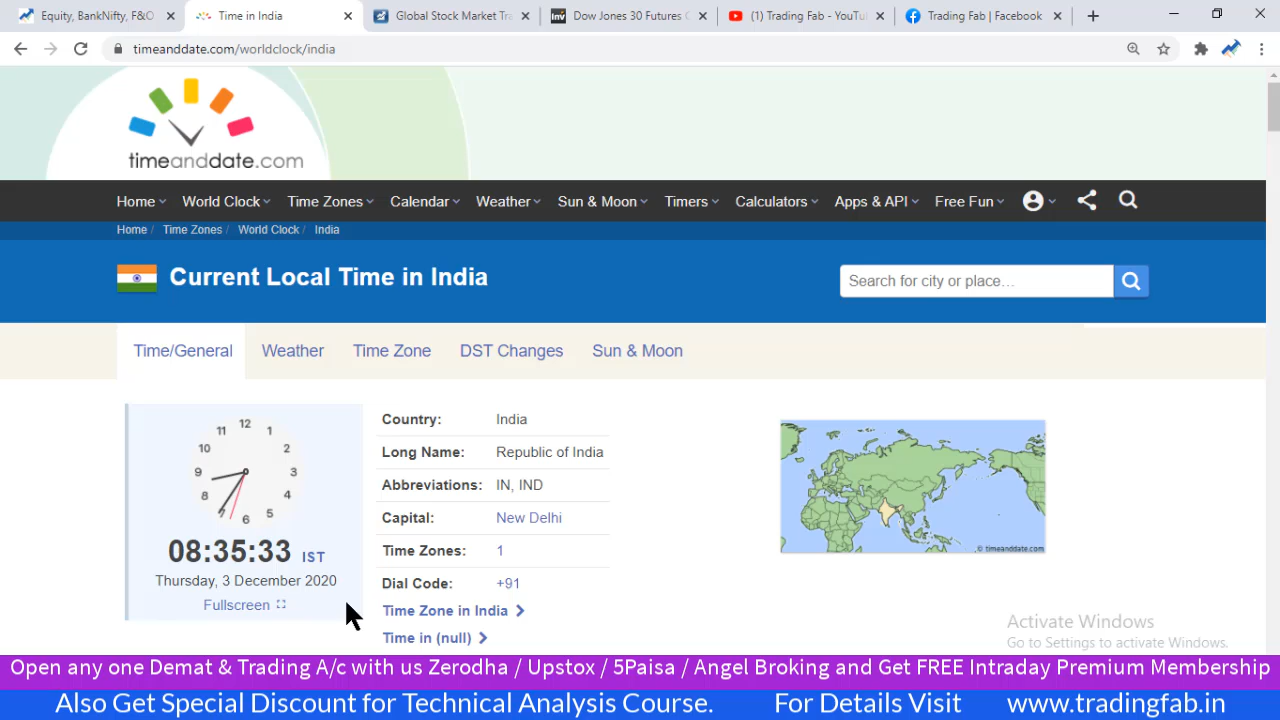 Equity, BankNifty, F&O
Time in India
Global Stock Market Tra
Dow Jones 30 Futures C
(1) Trading Fab - YouTu
Trading Fab | Facebook
timeanddate.com/worldclock/india
timeanddate.com
Home World Clock Time Zones Calendar Weather Sun & Moon Timers Calculators Apps & API Free Fun
Home / Time Zones / World Clock / India
Current Local Time in India
Search for city or place...
Time/General Weather Time Zone DST Changes Sun & Moon
12 1 2 3 4 5 6 7 8 9 10 11
08:35:33 IST
Thursday, 3 December 2020
Fullscreen
Country: India
Long Name: Republic of India
Abbreviations: IN, IND
Capital: New Delhi
Time Zones: 1
Dial Code: +91
Time Zone in India
Time in (null)
© timeanddate.com
Activate Windows
Go to Settings to activate Windows.
Open any one Demat & Trading A/c with us Zerodha / Upstox / 5Paisa / Angel Broking and Get FREE Intraday Premium Membership
Also Get Special Discount for Technical Analysis Course. For Details Visit www.tradingfab.in